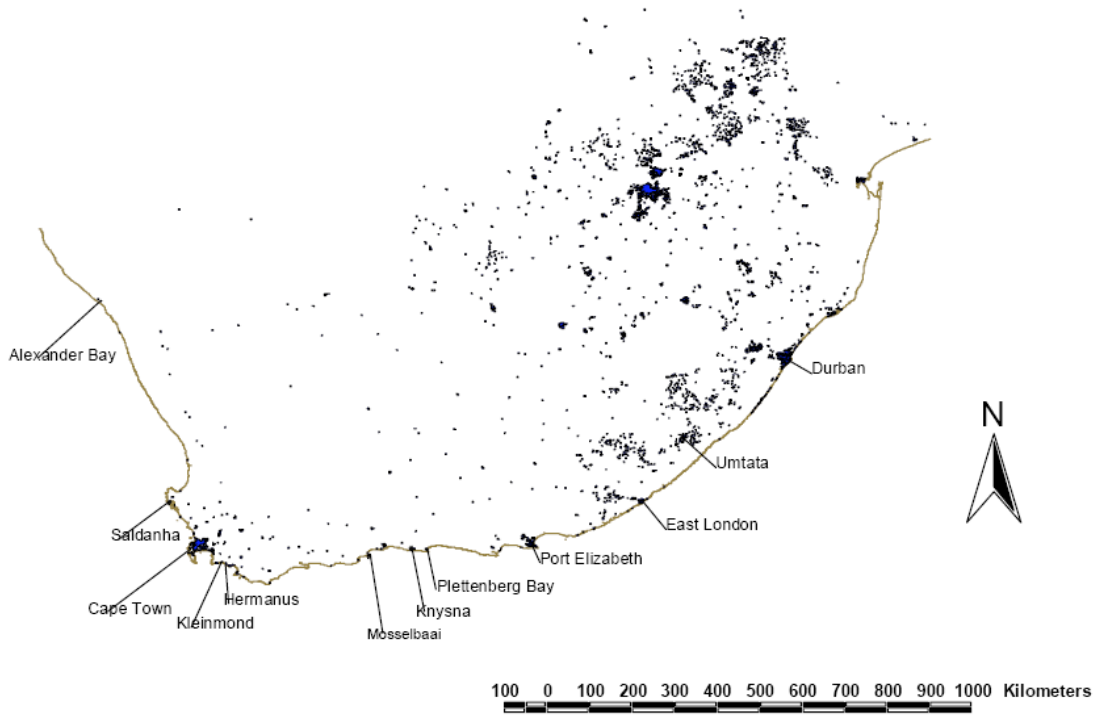 Alexander Bay
Durban
N
Umtata
Saldanha
East London
Port Elizabeth
Plettenberg Bay
Hermanus
Cape Town
Knysna
Kleinmond
Mosselbaai
100 0 100 200 300 400 500 600 700 800 900 1000 Kilometers